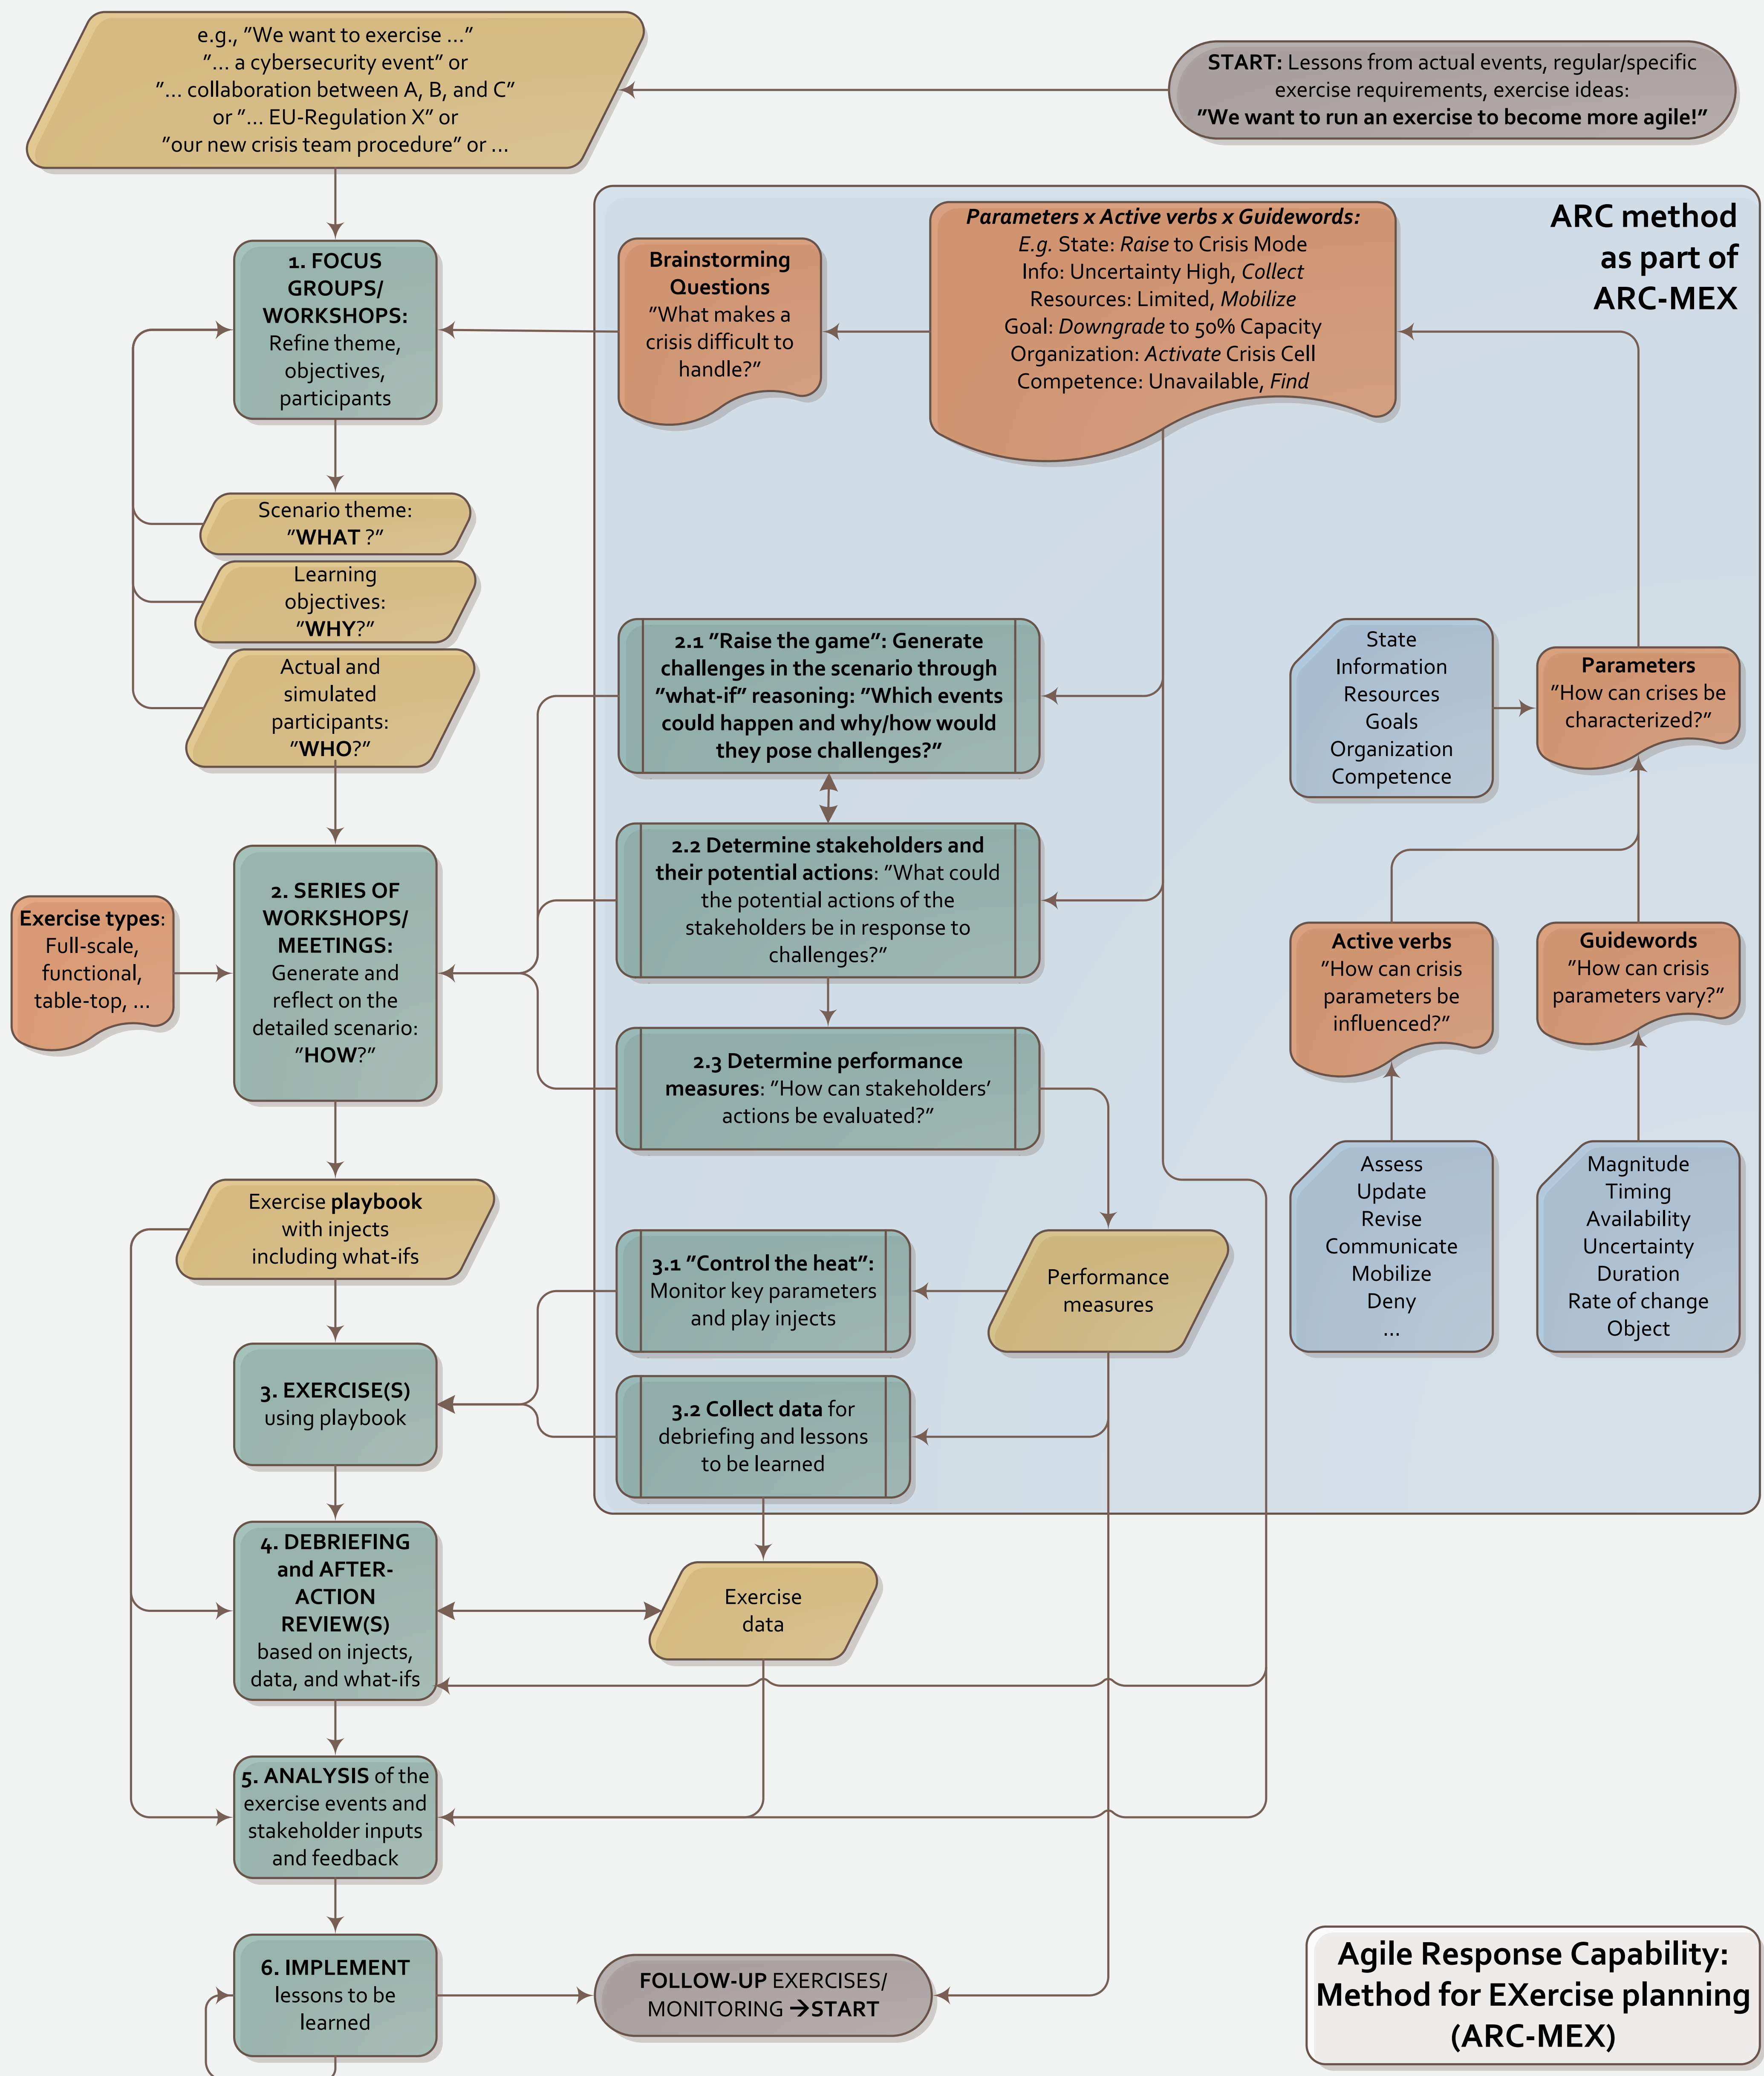 e.g., "We want to exercise ..."
"... a cybersecurity event" or
"... collaboration between A, B, and C"
or "... EU-Regulation X" or
"our new crisis team procedure" or ...
START: Lessons from actual events, regular/specific
exercise requirements, exercise ideas:
"We want to run an exercise to become more agile!"
ARC method
as part of
ARC-MEX
Parameters x Active verbs x Guidewords:
E.g. State: Raise to Crisis Mode
Info: Uncertainty High, Collect
Resources: Limited, Mobilize
Goal: Downgrade to 50% Capacity
Organization: Activate Crisis Cell
Competence: Unavailable, Find
Brainstorming
Questions
"What makes a
crisis difficult to
handle?"
1. FOCUS
GROUPS/
WORKSHOPS:
Refine theme,
objectives,
participants
Scenario theme:
"WHAT ?"
Learning
objectives:
"WHY?"
Actual and
simulated
participants:
"WHO?"
2.1 "Raise the game": Generate
challenges in the scenario through
"what-if" reasoning: "Which events
could happen and why/how would
they pose challenges?"
State
Information
Resources
Goals
Organization
Competence
Parameters
"How can crises be
characterized?"
2.2 Determine stakeholders and
their potential actions: "What could
the potential actions of the
stakeholders be in response to
challenges?"
Exercise types:
Full-scale,
functional,
table-top, ...
2. SERIES OF
WORKSHOPS/
MEETINGS:
Generate and
reflect on the
detailed scenario:
"HOW?"
Active verbs
"How can crisis
parameters be
influenced?"
Guidewords
"How can crisis
parameters vary?"
2.3 Determine performance
measures: "How can stakeholders'
actions be evaluated?"
Assess
Update
Revise
Communicate
Mobilize
Deny
...
Magnitude
Timing
Availability
Uncertainty
Duration
Rate of change
Object
Exercise playbook
with injects
including what-ifs
3.1 "Control the heat":
Monitor key parameters
and play injects
Performance
measures
3. EXERCISE(S)
using playbook
3.2 Collect data for
debriefing and lessons
to be learned
4. DEBRIEFING
and AFTER-
ACTION
REVIEW(S)
based on injects,
data, and what-ifs
Exercise
data
5. ANALYSIS of the
exercise events and
stakeholder inputs
and feedback
6. IMPLEMENT
lessons to be
learned
FOLLOW-UP EXERCISES/
MONITORING →START
Agile Response Capability:
Method for EXercise planning
(ARC-MEX)